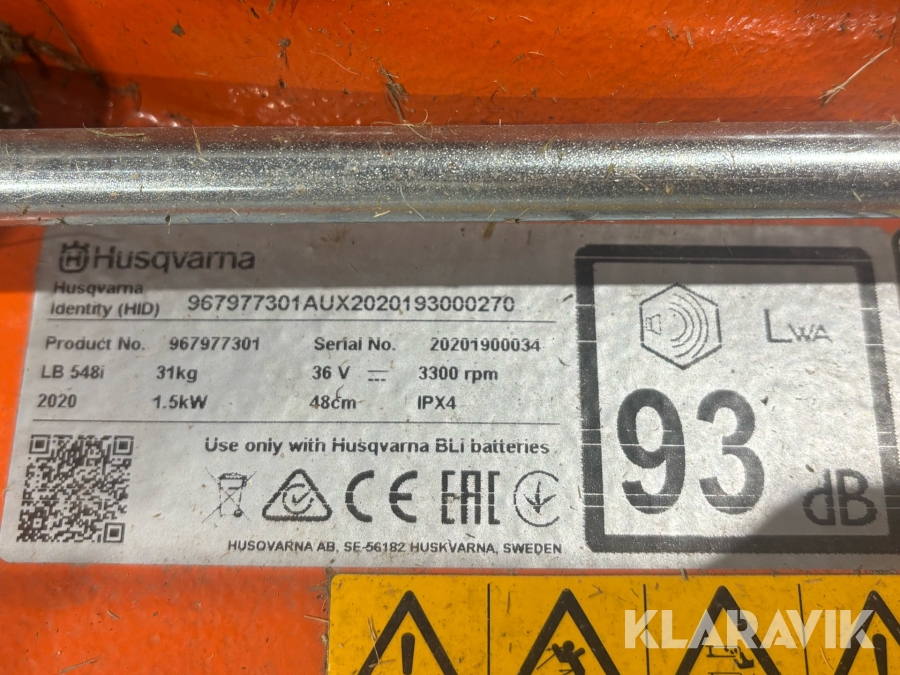 Husqvarna
Husqvarna
Identity (HID) 967977301AUX2020193000270
Product No. 967977301 Serial No. 20201900034
LB 548i 31kg 36 V 3300 rpm
2020 1.5kW 48cm IPX4
Use only with Husqvarna BLi batteries
CE EAC
HUSQVARNA AB, SE-56182 HUSKVARNA, SWEDEN
LWA
93
dB
KLARAVIK